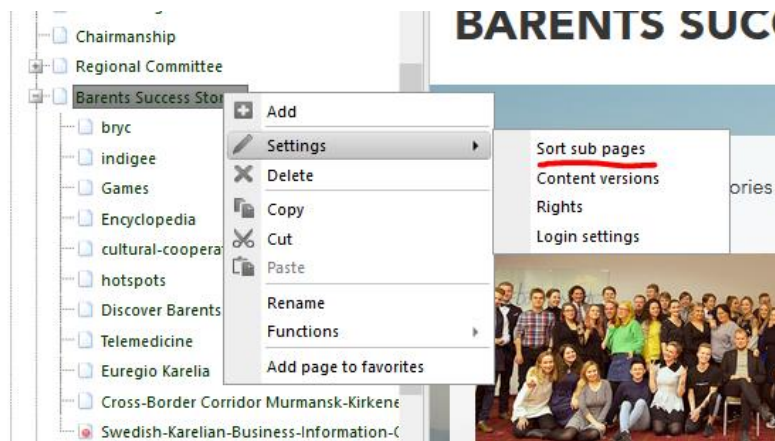 Chairmanship
Regional Committee
Barents Success Stor
bryc
indigee
Games
Encyclopedia
cultural-coopera
hotspots
Discover Barents
Telemedicine
Euregio Karelia
Cross-Border Corridor Murmansk-Kirkene
Swedish-Karelian-Business-Information-C
Add
Settings
Delete
Copy
Cut
Paste
Rename
Functions
Add page to favorites
Sort sub pages
Content versions
Rights
Login settings
BARENTS SUCC
ories